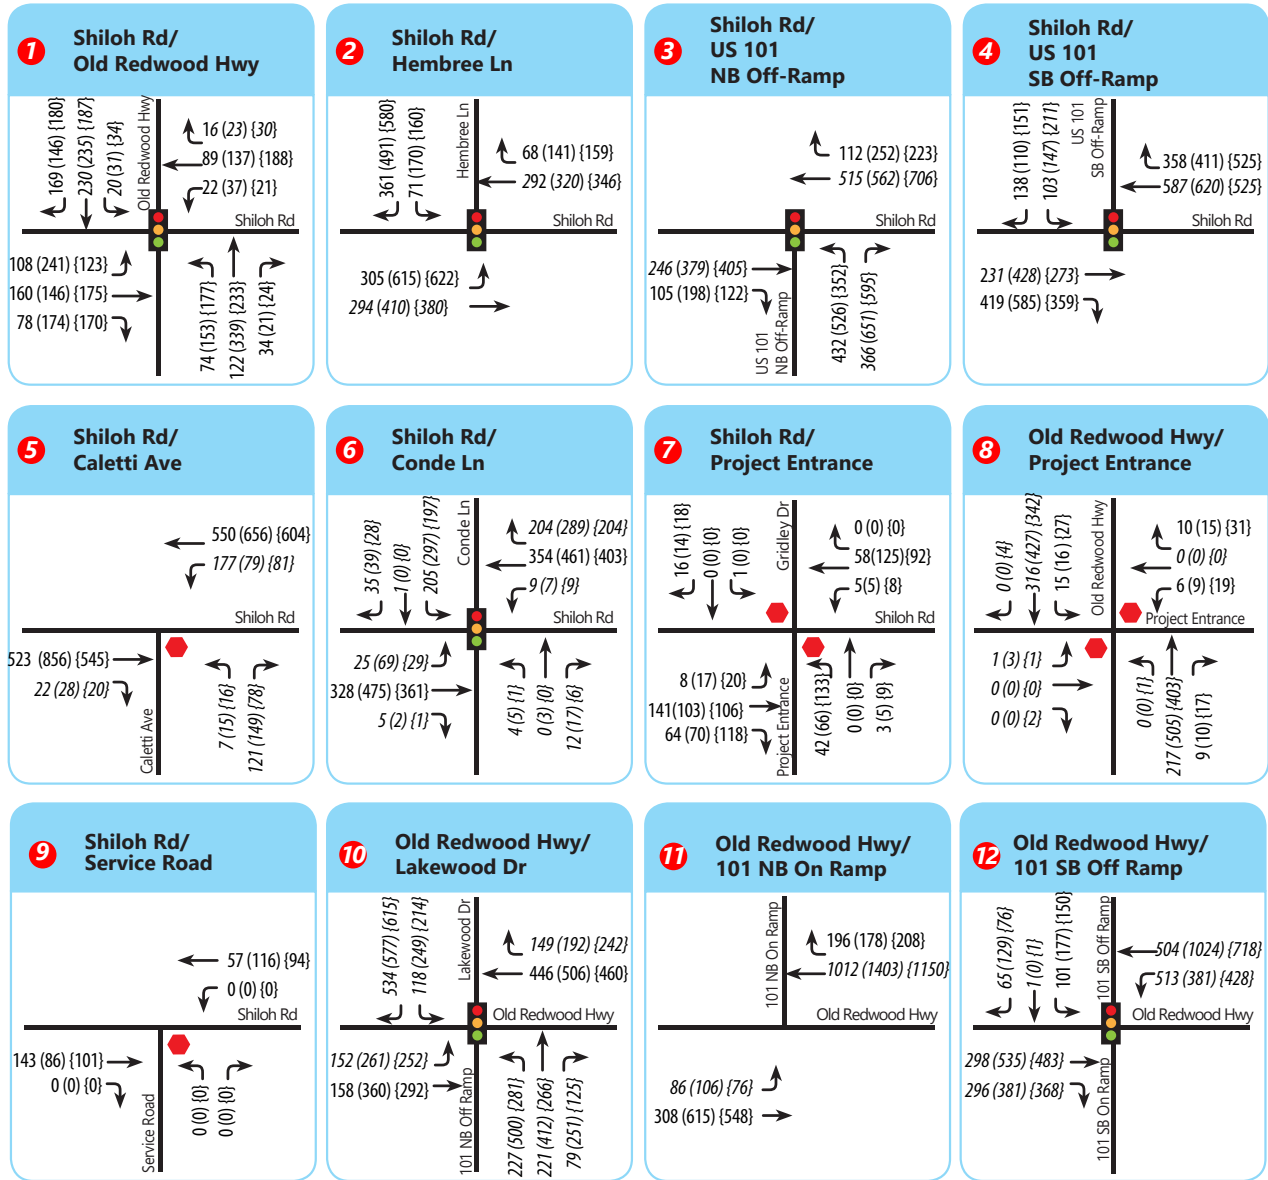 1
Shiloh Rd/
Old Redwood Hwy
169 (146) {180}
230 (235) {187}
20 (31) {34}
Old Redwood Hwy
16 (23) {30}
89 (137) {188}
22 (37) {21}
Shiloh Rd
108 (241) {123}
160 (146) {175}
78 (174) {170}
74 (153) {177}
122 (339) {233}
34 (21) {24}
2
Shiloh Rd/
Hembree Ln
361 (491) {580}
71 (170) {160}
Hembree Ln
68 (141) {159}
292 (320) {346}
Shiloh Rd
305 (615) {622}
294 (410) {380}
3
Shiloh Rd/
US 101
NB Off-Ramp
112 (252) {223}
515 (562) {706}
Shiloh Rd
246 (379) {405}
105 (198) {122}
US 101
NB Off-Ramp
432 (526) {352}
366 (651) {595}
4
Shiloh Rd/
US 101
SB Off-Ramp
138 (110) {151}
103 (147) {211}
US 101
SB Off-Ramp
358 (411) {525}
587 (620) {525}
Shiloh Rd
231 (428) {273}
419 (585) {359}
5
Shiloh Rd/
Caletti Ave
550 (656) {604}
177 (79) {81}
Shiloh Rd
523 (856) {545}
22 (28) {20}
Caletti Ave
7 (15) {16}
121 (149) {78}
6
Shiloh Rd/
Conde Ln
35 (39) {28}
1 (0) {0}
205 (297) {197}
Conde Ln
204 (289) {204}
354 (461) {403}
9 (7) {9}
Shiloh Rd
25 (69) {29}
328 (475) {361}
5 (2) {1}
4 (5) {1}
0 (3) {0}
12 (17) {6}
7
Shiloh Rd/
Project Entrance
16 (14) {18}
0 (0) {0}
1 (0) {0}
Gridley Dr
0 (0) {0}
58(125){92}
5(5) {8}
Shiloh Rd
8 (17) {20}
141(103) {106}
64 (70) {118}
Project Entrance
42 (66) {133}
0 (0) {0}
3 (5) {9}
8
Old Redwood Hwy/
Project Entrance
0 (0) {4}
316 (427) {342}
15 (16) {27}
Old Redwood Hwy
10 (15) {31}
0 (0) {0}
6 (9) {19}
Project Entrance
1 (3) {1}
0 (0) {0}
0 (0) {2}
0 (0) {1}
217 (505) {403}
9 (10) {17}
9
Shiloh Rd/
Service Road
57 (116) {94}
0 (0) {0}
Shiloh Rd
143 (86) {101}
0 (0) {0}
Service Road
0 (0) {0}
0 (0) {0}
10
Old Redwood Hwy/
Lakewood Dr
534 (577) {615}
118 (249) {214}
Lakewood Dr
149 (192) {242}
446 (506) {460}
Old Redwood Hwy
152 (261) {252}
158 (360) {292}
101 NB Off Ramp
227 (500) {281}
221 (412) {266}
79 (251) {125}
11
Old Redwood Hwy/
101 NB On Ramp
101 NB On Ramp
196 (178) {208}
1012 (1403) {1150}
Old Redwood Hwy
86 (106) {76}
308 (615) {548}
12
Old Redwood Hwy/
101 SB Off Ramp
65 (129) {76}
1 (0) {1}
101 (177) {150}
101 SB Off Ramp
504 (1024) {718}
513 (381) {428}
Old Redwood Hwy
298 (535) {483}
296 (381) {368}
101 SB On Ramp